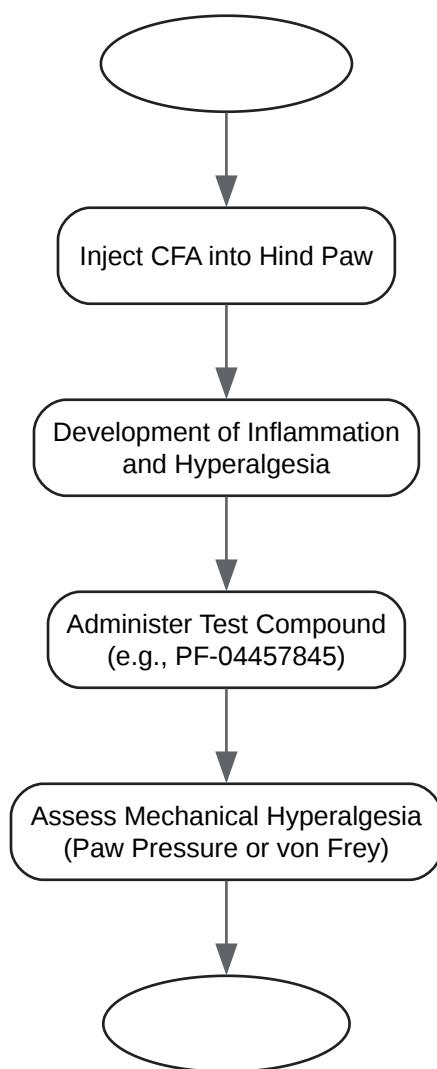 Inject CFA into Hind Paw
Development of Inflammation
and Hyperalgesia
Administer Test Compound
(e.g., PF-04457845)
Assess Mechanical Hyperalgesia
(Paw Pressure or von Frey)